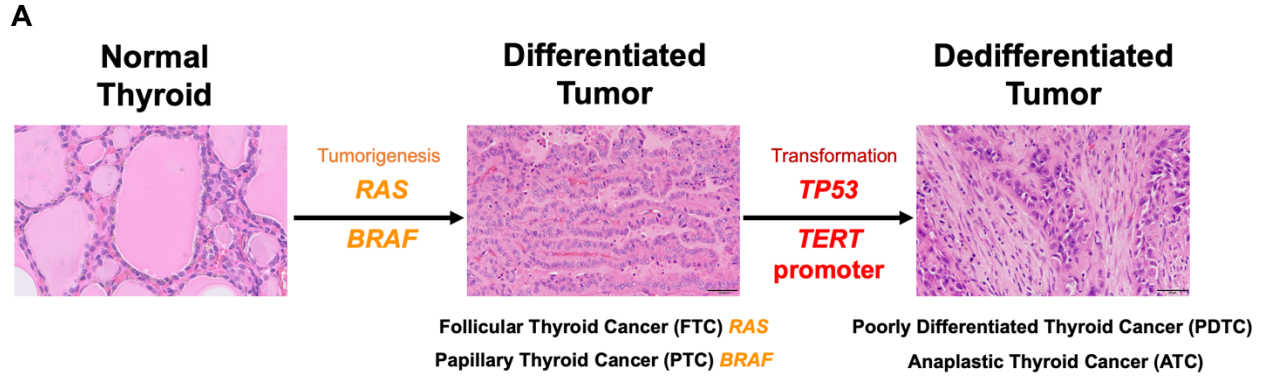 A
Normal
Thyroid
Differentiated
Tumor
Dedifferentiated
Tumor
Tumorigenesis
RAS
BRAF
Transformation
TP53
TERT
promoter
Follicular Thyroid Cancer (FTC) RAS
Papillary Thyroid Cancer (PTC) BRAF
Poorly Differentiated Thyroid Cancer (PDTC)
Anaplastic Thyroid Cancer (ATC)